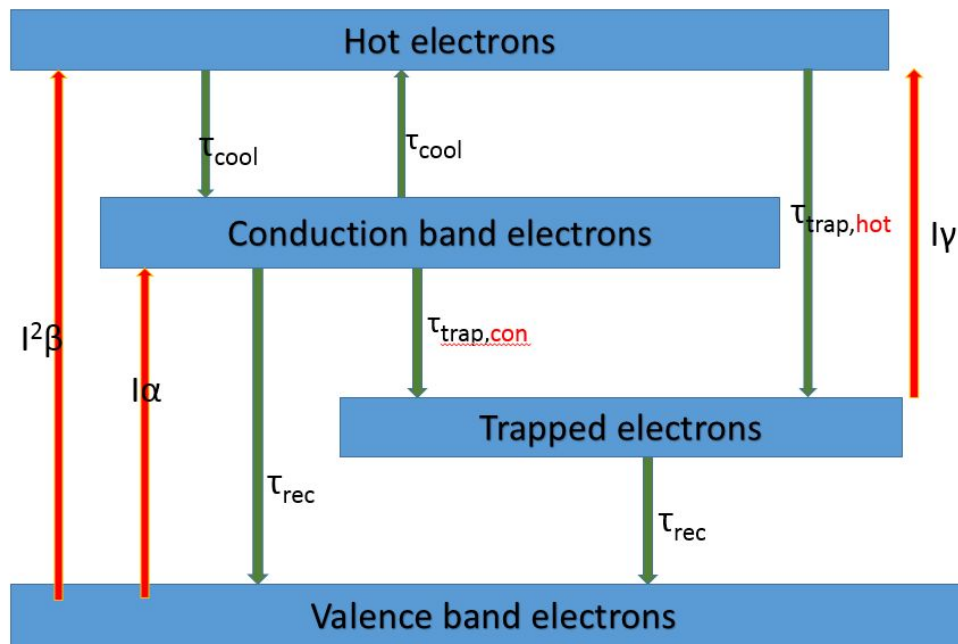 Hot electrons
τcool
τcool
Conduction band electrons
τtrap,hot
Iγ
τtrap,con
I²β
Iα
Trapped electrons
τrec
τrec
Valence band electrons